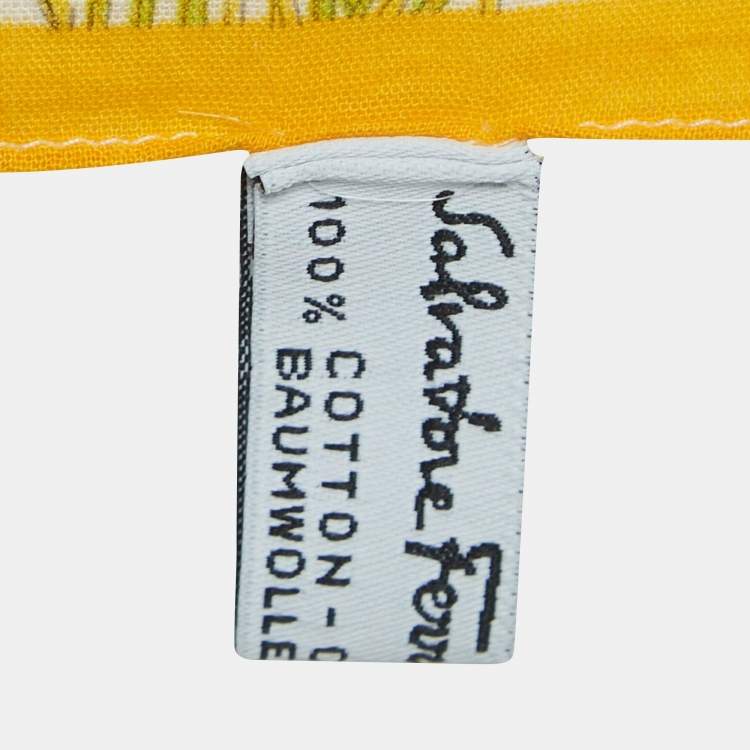 Salvatore Ferr
100% COTTON - C
BAUMWOLLE